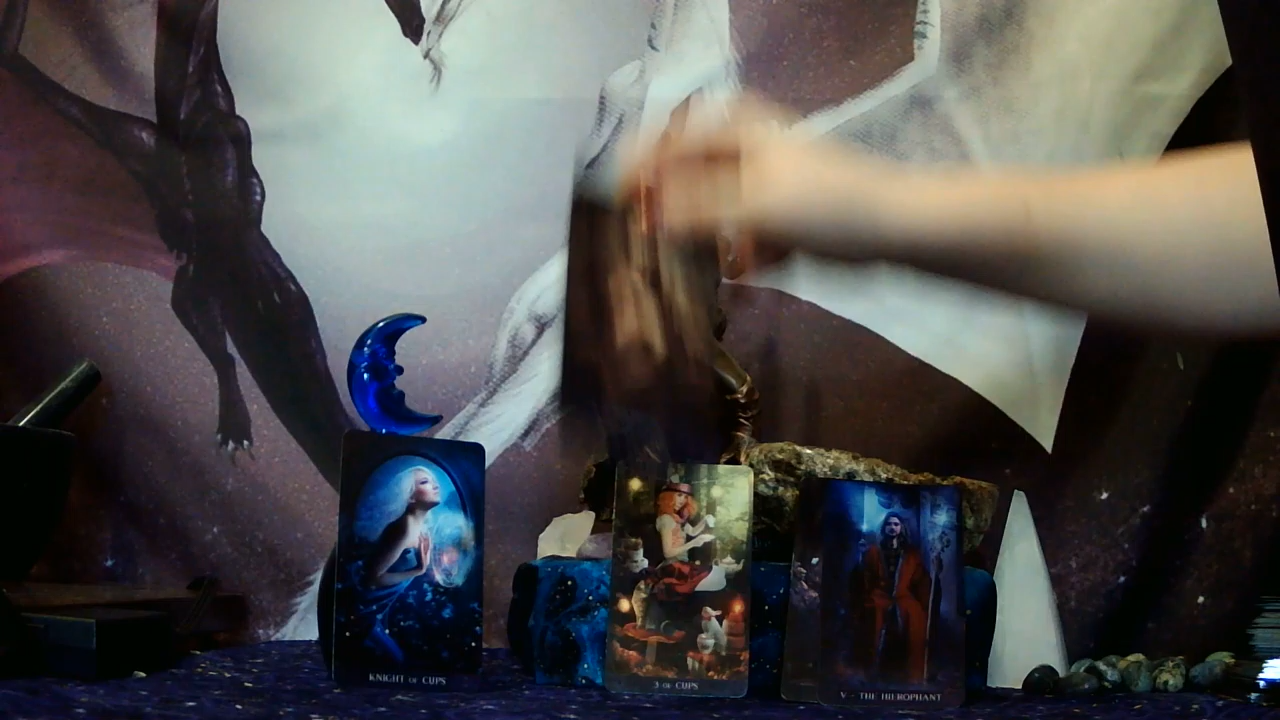 KNIGHT OF CUPS
3 OF CUPS
V - THE HIEROPHANT